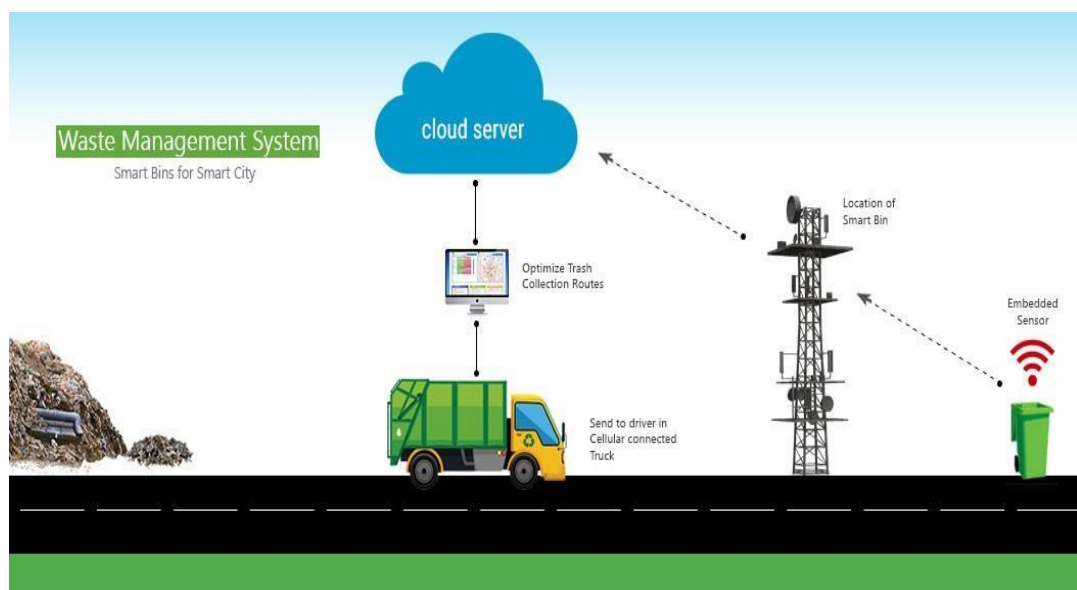 Waste Management System
Smart Bins for Smart City
cloud server
Optimize Trash
Collection Routes
Send to driver in
Cellular connected
Truck
Location of
Smart Bin
Embedded
Sensor